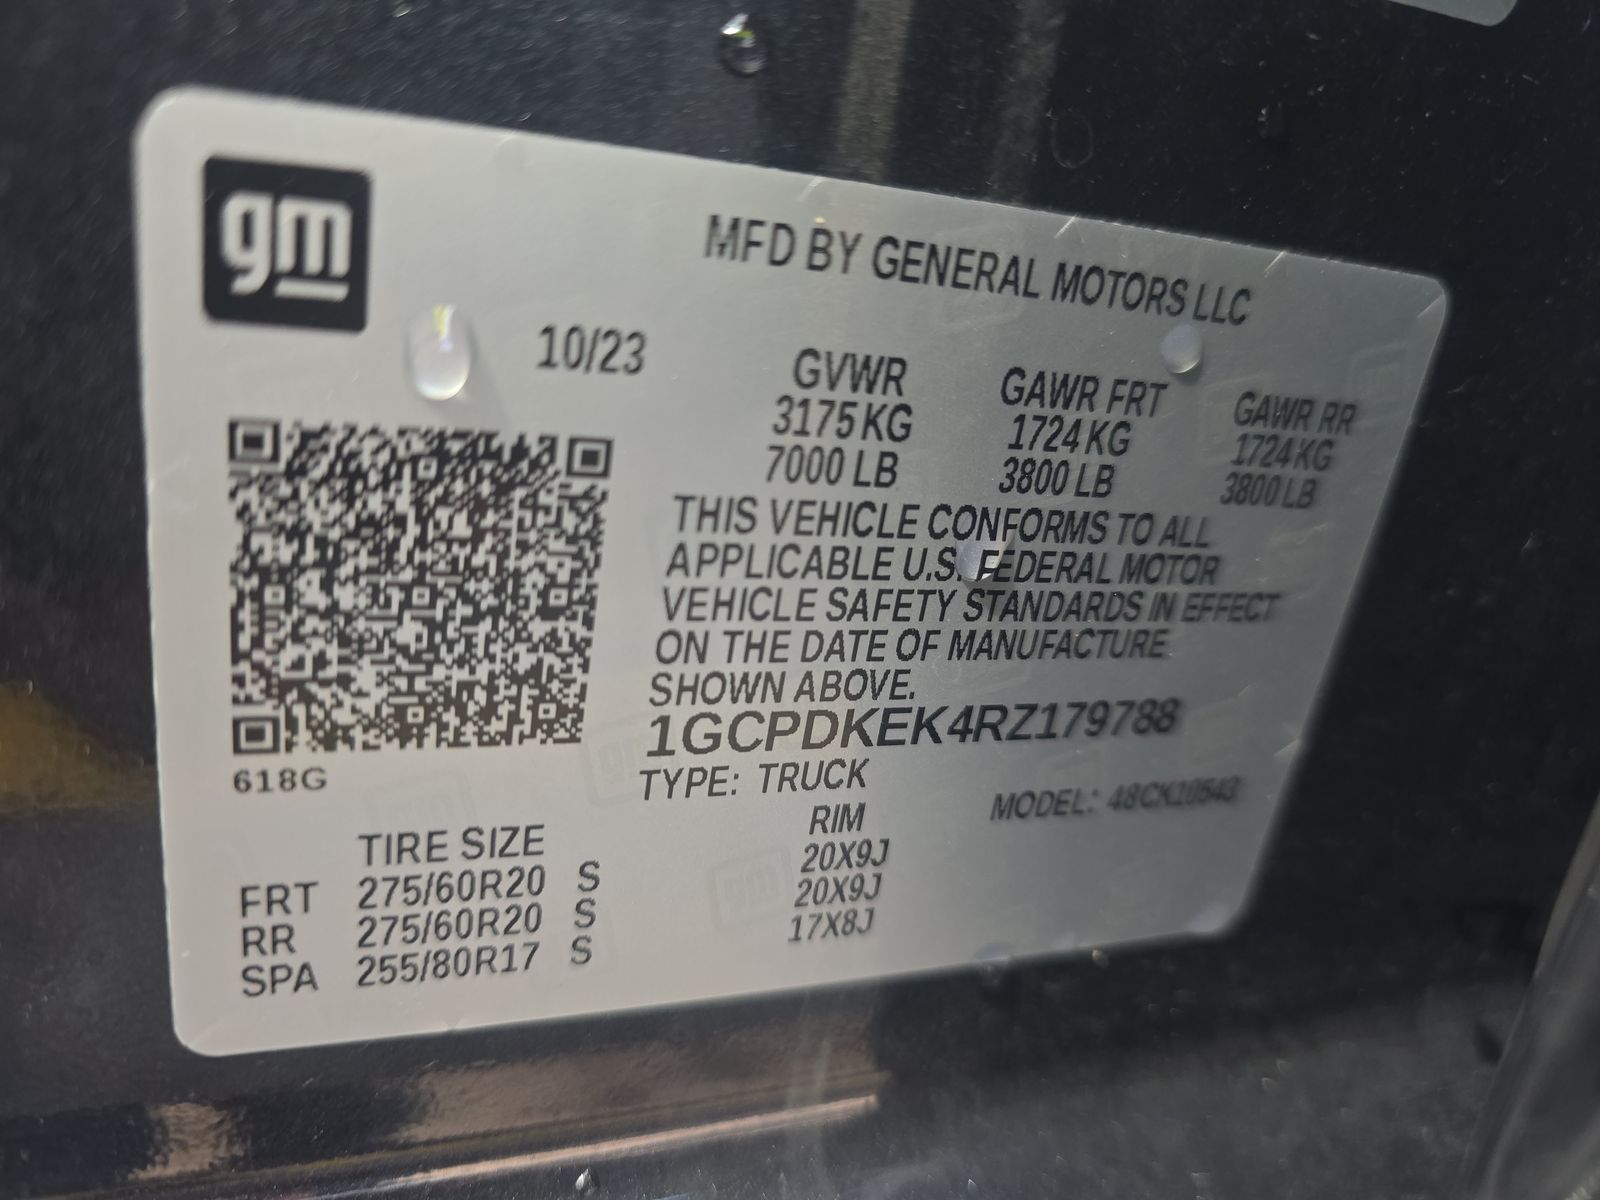 gm
MFD BY GENERAL MOTORS LLC
10/23
GVWR GAWR FRT GAWR RR
3175 KG 1724 KG 1724 KG
7000 LB 3800 LB 3800 LB
THIS VEHICLE CONFORMS TO ALL
APPLICABLE U.S. FEDERAL MOTOR
VEHICLE SAFETY STANDARDS IN EFFECT
ON THE DATE OF MANUFACTURE
SHOWN ABOVE.
1GCPDKEK4RZ179788
618G
TYPE: TRUCK MODEL: 48CK10543
TIRE SIZE RIM
FRT 275/60R20 S 20X9J
RR 275/60R20 S 20X9J
SPA 255/80R17 S 17X8J